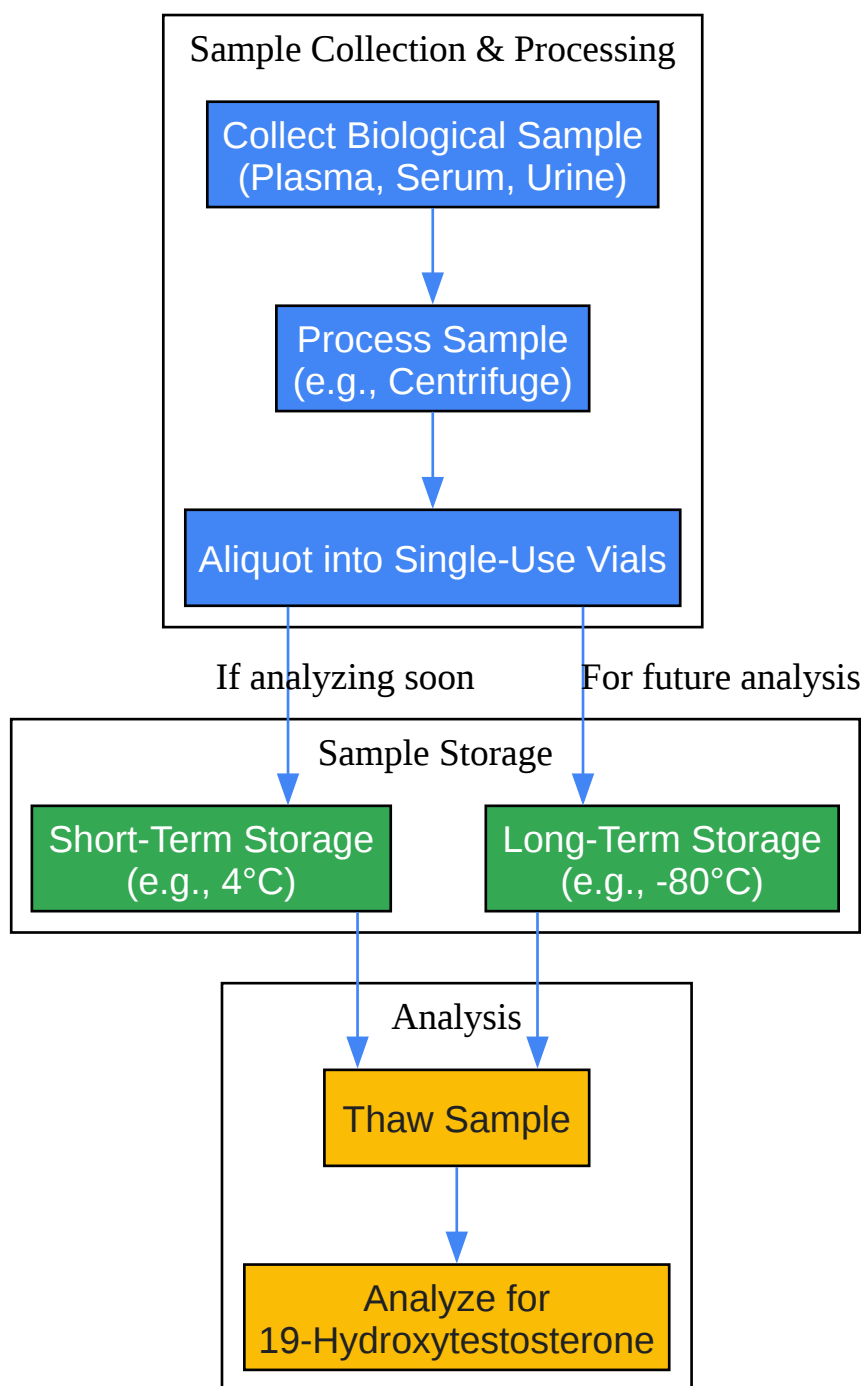 Sample Collection & Processing
Collect Biological Sample
(Plasma, Serum, Urine)
Process Sample
(e.g., Centrifuge)
Aliquot into Single-Use Vials
If analyzing soon
For future analysis
Sample Storage
Short-Term Storage
(e.g., 4°C)
Long-Term Storage
(e.g., -80°C)
Analysis
Thaw Sample
Analyze for
19-Hydroxytestosterone